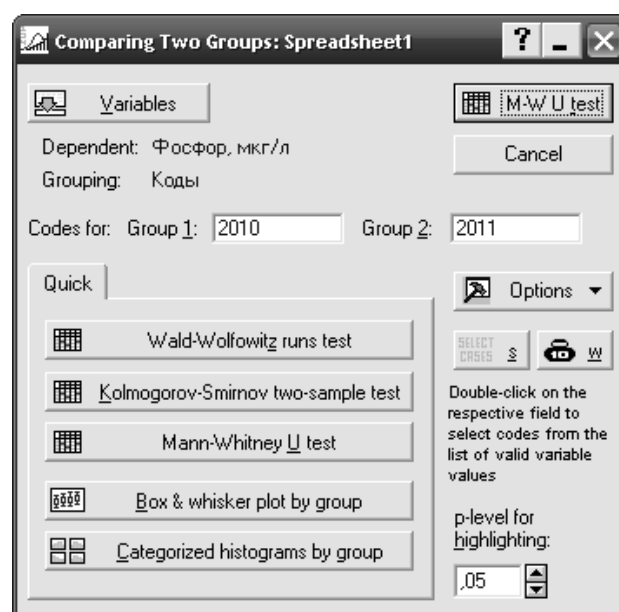 Comparing Two Groups: Spreadsheet1
Variables
M-W U test
Dependent: Фосфор, мкг/л
Cancel
Grouping: Коды
Codes for: Group 1: 2010 Group 2: 2011
Quick
Options
Wald-Wolfowitz runs test
SELECT CASES S W
Kolmogorov-Smirnov two-sample test
Double-click on the
respective field to
select codes from the
list of valid variable
values
Mann-Whitney U test
Box & whisker plot by group
p-level for
highlighting:
Categorized histograms by group
,05